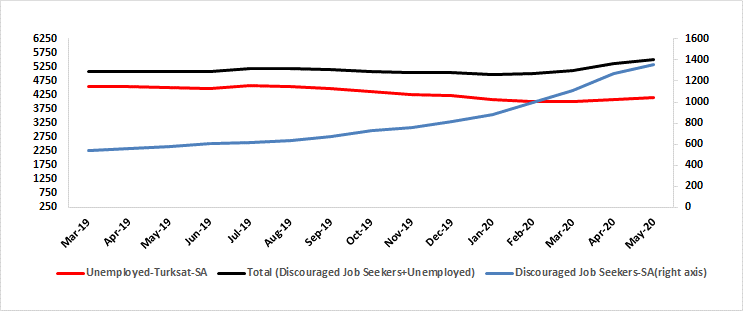 6250
5750
5250
4750
4250
3750
3250
2750
2250
1750
1250
750
250
1600
1400
1200
1000
800
600
400
200
0
Mar-19
Apr-19
May-19
Jun-19
Jul-19
Aug-19
Sep-19
Oct-19
Nov-19
Dec-19
Jan-20
Feb-20
Mar-20
Apr-20
May-20
Unemployed-Turksat-SA
Total (Discouraged Job Seekers+Unemployed)
Discouraged Job Seekers-SA(right axis)